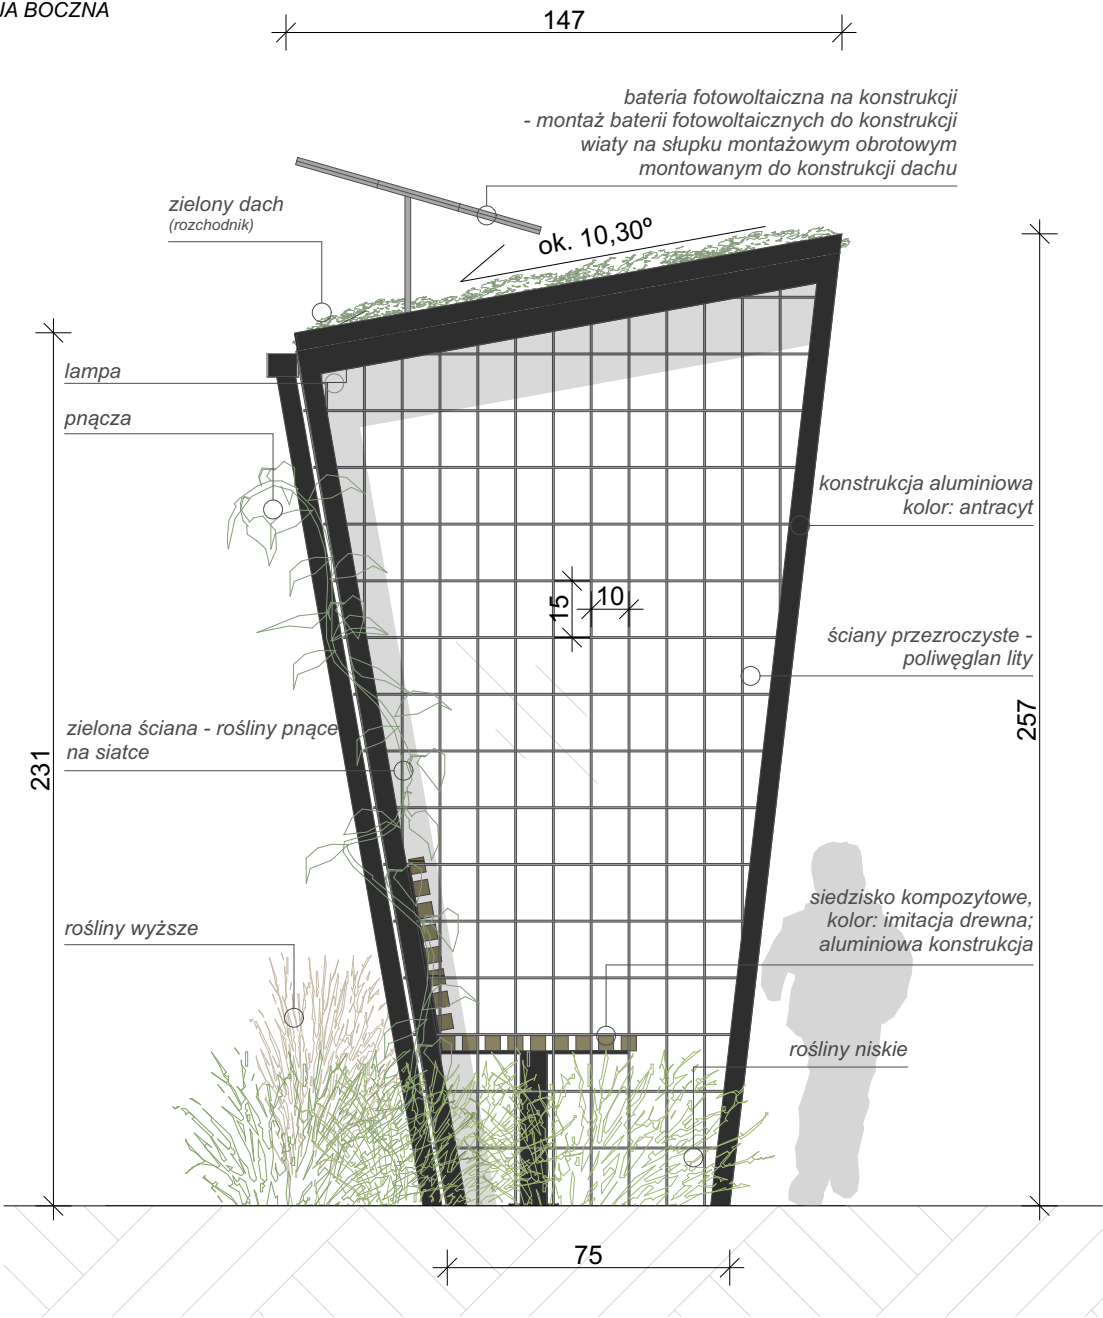 JA BOCZNA
147
bateria fotowoltaiczna na konstrukcji
- montaż baterii fotowoltaicznych do konstrukcji
wiaty na słupku montażowym obrotowym
montowanym do konstrukcji dachu
zielony dach
(rozchodnik)
ok. 10,30º
lampa
pnącza
konstrukcja aluminiowa
kolor: antracyt
15
10
ściany przezroczyste -
poliwęglan lity
zielona ściana - rośliny pnące
na siatce
231
257
siedzisko kompozytowe,
kolor: imitacja drewna;
aluminiowa konstrukcja
rośliny wyższe
rośliny niskie
75